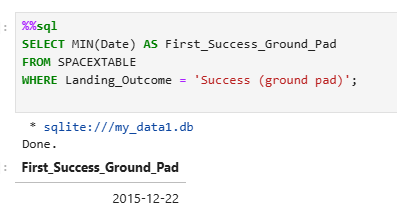 %%sql
SELECT MIN(Date) AS First_Success_Ground_Pad
FROM SPACEXTABLE
WHERE Landing_Outcome = 'Success (ground pad)';
* sqlite:///my_data1.db
Done.
First_Success_Ground_Pad
2015-12-22